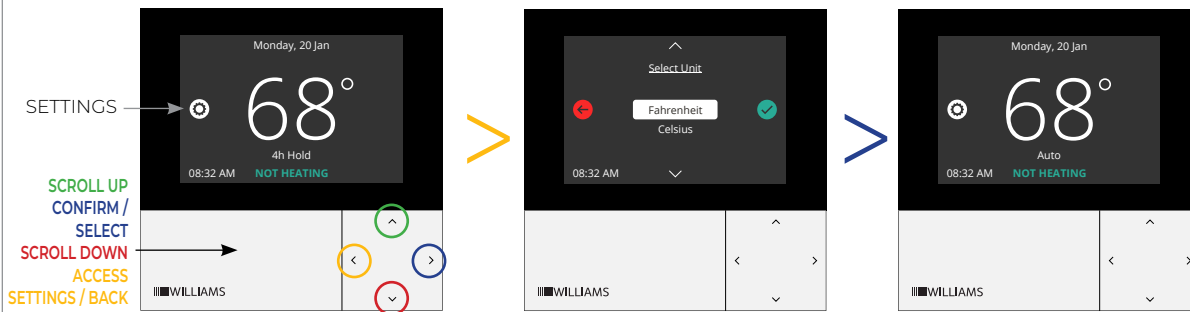 SETTINGS
SCROLL UP
CONFIRM /
SELECT
SCROLL DOWN
ACCESS
SETTINGS / BACK
Monday, 20 Jan
68°
4h Hold
08:32 AM NOT HEATING
WILLIAMS
>
Select Unit
Fahrenheit
Celsius
08:32 AM
WILLIAMS
>
Monday, 20 Jan
68°
Auto
08:32 AM NOT HEATING
WILLIAMS